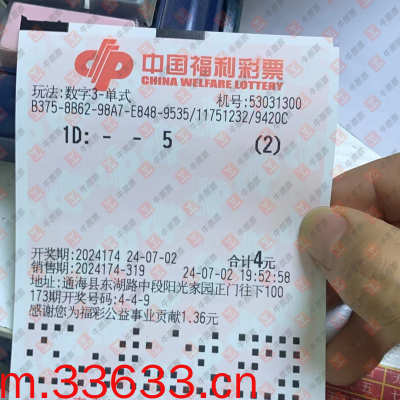 中国福利彩票
CHINA WELFARE LOTTERY
玩法:数字3-单式 机号:53031300
B375-8B62-98A7-E848-9535/11751232/9420C
1D: - - 5 (2)
开奖期:2024174 24-07-02 合计4元
销售期:2024174-319 24-07-02 19:52:58
地址:通海县东湖路中段阳光家园正门往下100
173期开奖号码:4-4-9
感谢您为福彩公益事业贡献1.36元
m.33633.cn